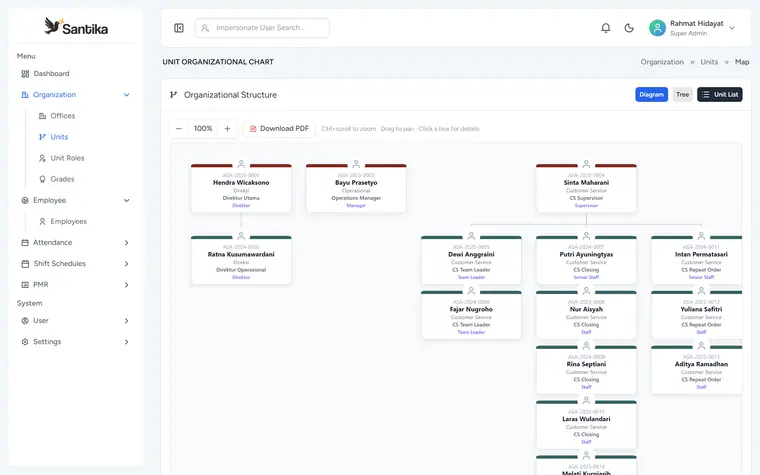 Santika
Impersonate User Search...
Rahmat Hidayat
Super Admin
Menu
Dashboard
Organization
Offices
Units
Unit Roles
Grades
Employee
Employees
Attendance
Shift Schedules
PMR
System
User
Settings
UNIT ORGANIZATIONAL CHART
Organization » Units » Map
Organizational Structure
Diagram
Tree
Unit List
− 100% +
Download PDF
Ctrl+scroll to zoom · Drag to pan · Click a box for details
ASA-2023-0001
Hendra Wicaksono
Direksi
Direktur Utama
Direktur
ASA-2023-0003
Bayu Prasetyo
Operasional
Operations Manager
Manager
Sinta Maharani
Customer Service
CS Supervisor
Supervisor
ASA-2024-0002
Ratna Kusumawardani
Direksi
Direktur Operasional
Direktur
ASA-2025-0005
Dewi Anggraini
Customer Service
CS Team Leader
Team Leader
ASA-2024-0007
Putri Ayuningtyas
Customer Service
CS Closing
Senior Staff
ASA-2024-0011
Intan Permatasari
Customer Service
CS Repeat Order
Senior Staff
ASA-2024-0006
Fajar Nugroho
Customer Service
CS Team Leader
Team Leader
ASA-2023-0008
Nur Aisyah
Customer Service
CS Closing
Staff
ASA-2023-0012
Yuliana Safitri
Customer Service
CS Repeat Order
Staff
ASA-2024-0009
Rina Septiani
Customer Service
CS Closing
Staff
ASA-2025-0013
Aditya Ramadhan
Customer Service
CS Repeat Order
Staff
Laras Wulandari
Customer Service
CS Closing
Staff
ASA-2023-0014
Melati Kurniasih